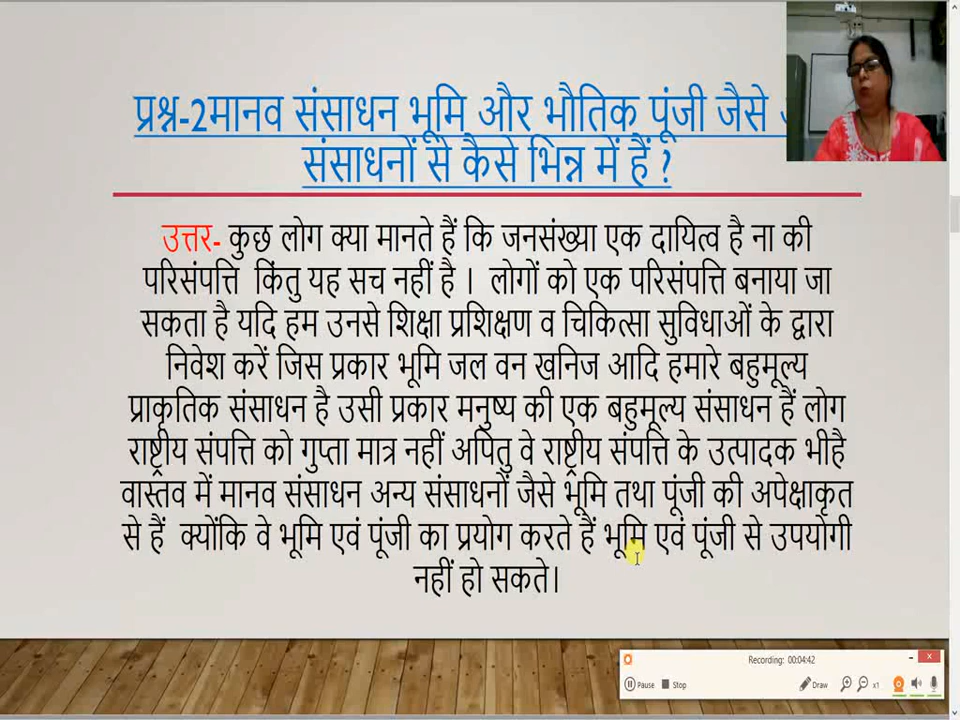 प्रश्न-2मानव संसाधन भूमि और भौतिक पूंजी जैसे
संसाधनों से कैसे भिन्न में हैं ?
उत्तर- कुछ लोग क्या मानते हैं कि जनसंख्या एक दायित्व है ना की
परिसंपत्ति किंतु यह सच नहीं है । लोगों को एक परिसंपत्ति बनाया जा
सकता है यदि हम उनसे शिक्षा प्रशिक्षण व चिकित्सा सुविधाओं के द्वारा
निवेश करें जिस प्रकार भूमि जल वन खनिज आदि हमारे बहुमूल्य
प्राकृतिक संसाधन है उसी प्रकार मनुष्य की एक बहुमूल्य संसाधन हैं लोग
राष्ट्रीय संपत्ति को गुप्ता मात्र नहीं अपितु वे राष्ट्रीय संपत्ति के उत्पादक भीहै
वास्तव में मानव संसाधन अन्य संसाधनों जैसे भूमि तथा पूंजी की अपेक्षाकृत
से हैं क्योंकि वे भूमि एवं पूंजी का प्रयोग करते हैं भूमि एवं पूंजी से उपयोगी
नहीं हो सकते।
Recording: 00:04:42
Pause Stop Draw x1